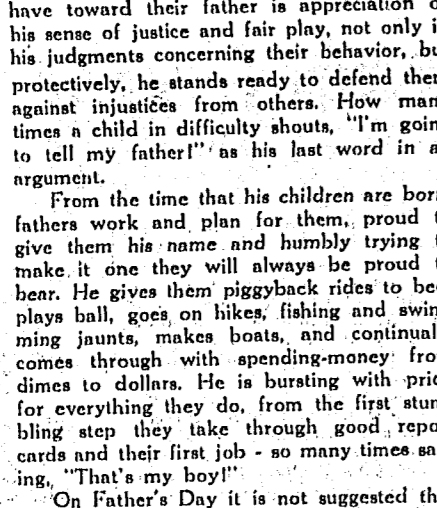 have toward their father is appreciation o
his sense of justice and fair play, not only i
his judgments concerning their behavior, bu
protectively, he stands ready to defend them
against injustices from others. How man
times a child in difficulty shouts, "I'm goin
to tell my father!" as his last word in a
argument.
From the time that his children are born
fathers work and plan for them, proud t
give them his name and humbly trying t
make it one they will always be proud t
bear. He gives them piggyback rides to be
plays ball, goes on hikes, fishing and swim
ming jaunts, makes boats, and continuall
comes through with spending-money fro
dimes to dollars. He is bursting with prid
for everything they do, from the first stum
bling step they take through good repo
cards and their first job - so many times sa
ing, "That's my boy!"
On Father's Day it is not suggested th